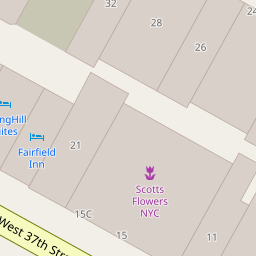 32
28
24
26
ngHill
ites
Fairfield
Inn
21
Scotts
Flowers
NYC
15C
15
11
West 37th Str